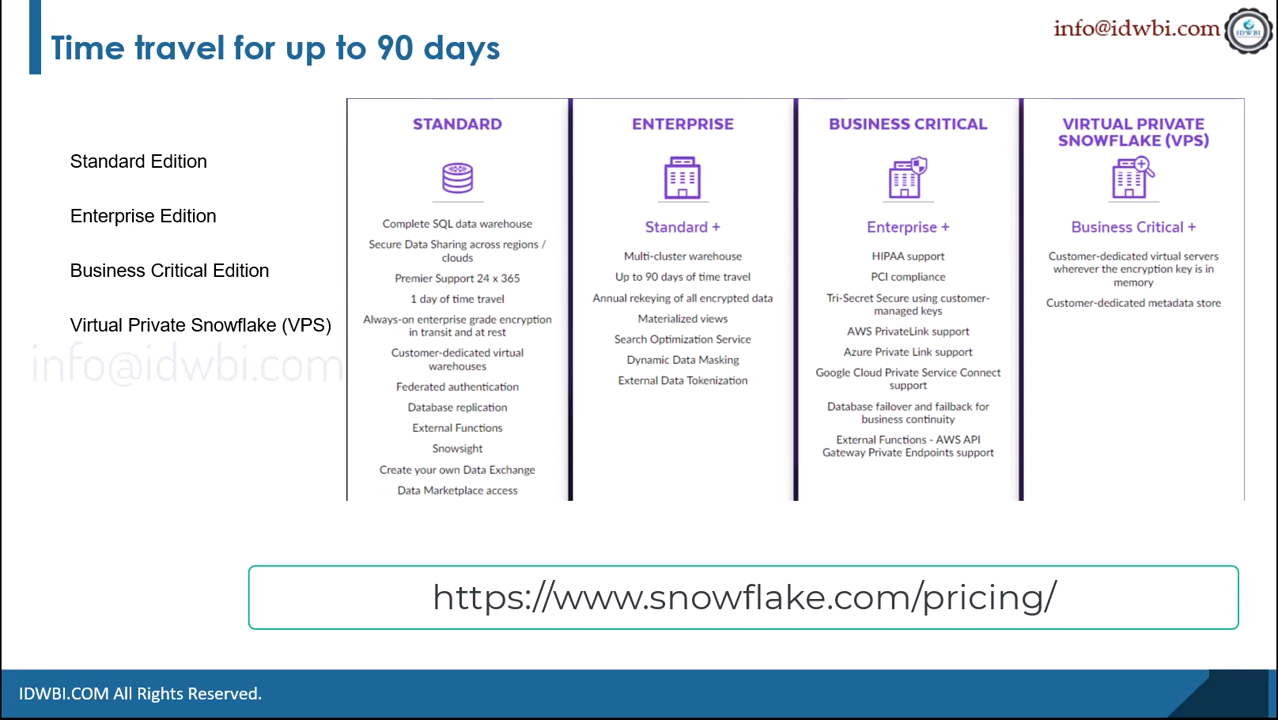 Time travel for up to 90 days
info@idwbi.com
IDWBI
Standard Edition
Enterprise Edition
Business Critical Edition
Virtual Private Snowflake (VPS)
info@idwbi.com
STANDARD
Complete SQL data warehouse
Secure Data Sharing across regions /
clouds
Premier Support 24 x 365
1 day of time travel
Always-on enterprise grade encryption
in transit and at rest
Customer-dedicated virtual
warehouses
Federated authentication
Database replication
External Functions
Snowsight
Create your own Data Exchange
Data Marketplace access
ENTERPRISE
Standard +
Multi-cluster warehouse
Up to 90 days of time travel
Annual rekeying of all encrypted data
Materialized views
Search Optimization Service
Dynamic Data Masking
External Data Tokenization
BUSINESS CRITICAL
Enterprise +
HIPAA support
PCI compliance
Tri-Secret Secure using customer-
managed keys
AWS PrivateLink support
Azure Private Link support
Google Cloud Private Service Connect
support
Database failover and failback for
business continuity
External Functions - AWS API
Gateway Private Endpoints support
VIRTUAL PRIVATE
SNOWFLAKE (VPS)
Business Critical +
Customer-dedicated virtual servers
wherever the encryption key is in
memory
Customer-dedicated metadata store
https://www.snowflake.com/pricing/
IDWBI.COM All Rights Reserved.